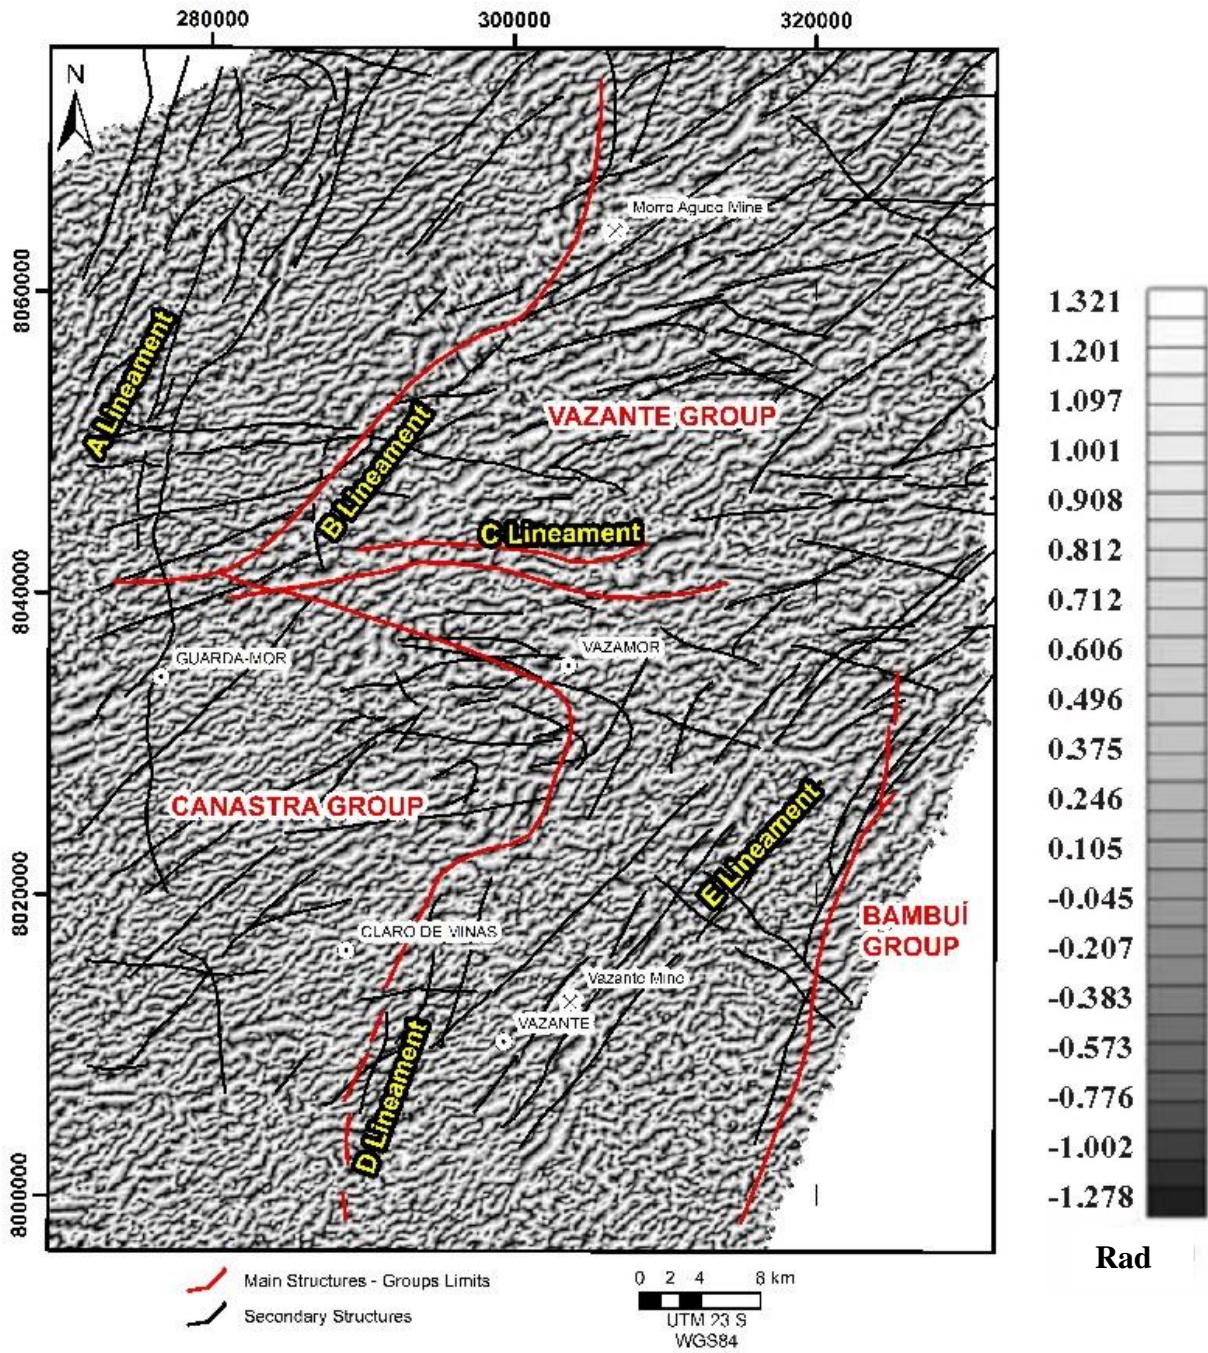 280000
300000
320000
N
Morro Agudo Mine
8060000
A Lineament
VAZANTE GROUP
B Lineament
C Lineament
8040000
GUARDA-MOR
VAZAMOR
CANASTRA GROUP
E Lineament
8020000
BAMBUÍ
GROUP
CLARO DE MINAS
Vazante Mine
VAZANTE
D Lineament
8000000
1.321
1.201
1.097
1.001
0.908
0.812
0.712
0.606
0.496
0.375
0.246
0.105
-0.045
-0.207
-0.383
-0.573
-0.776
-1.002
-1.278
Rad
Main Structures - Groups Limits
Secondary Structures
0 2 4 8 km
UTM 23 S
WGS84